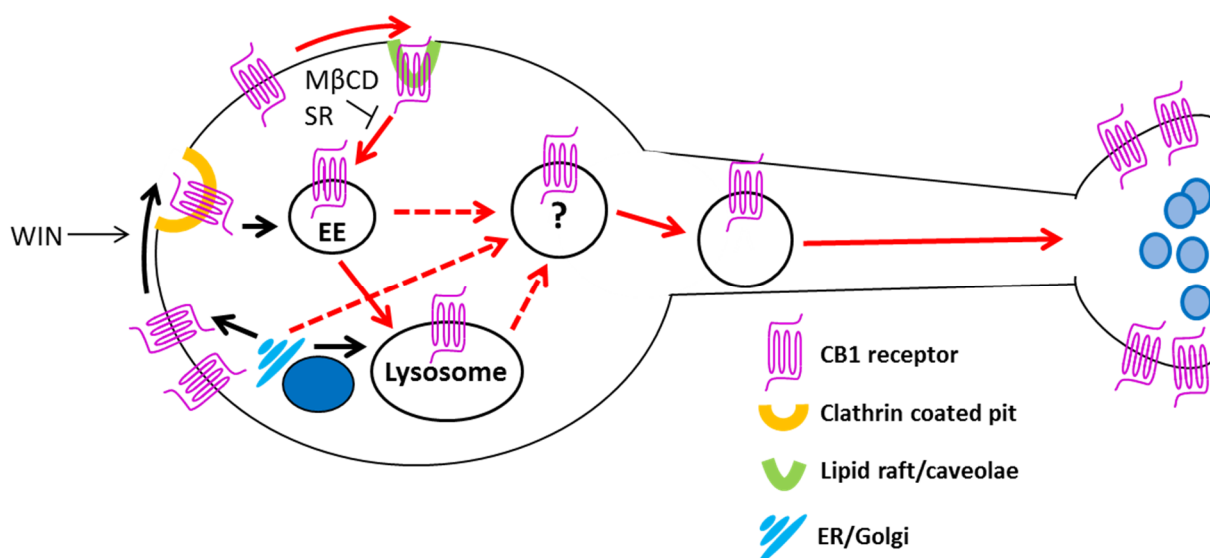 MβCD
SR
WIN
EE
?
Lysosome
CB1 receptor
Clathrin coated pit
Lipid raft/caveolae
ER/Golgi